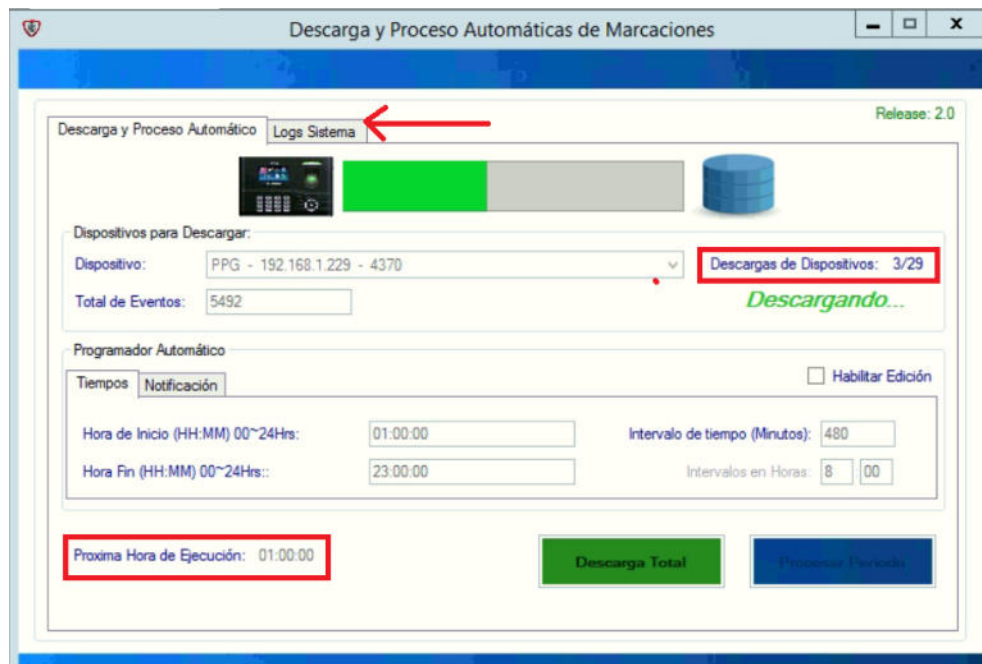 Descarga y Proceso Automáticas de Marcaciones
Release: 2.0
Descarga y Proceso Automático Logs Sistema
Dispositivos para Descargar:
Dispositivo: PPG - 192.168.1.229 - 4370 Descargas de Dispositivos: 3/29
Total de Eventos: 5492 Descargando...
Programador Automático
Tiempos Notificación Habilitar Edición
Hora de Inicio (HH:MM) 00~24Hrs: 01:00:00 Intervalo de tiempo (Minutos): 480
Hora Fin (HH:MM) 00~24Hrs:: 23:00:00 Intervalos en Horas: 8 00
Proxima Hora de Ejecución: 01:00:00 Descarga Total Procesar Periodo